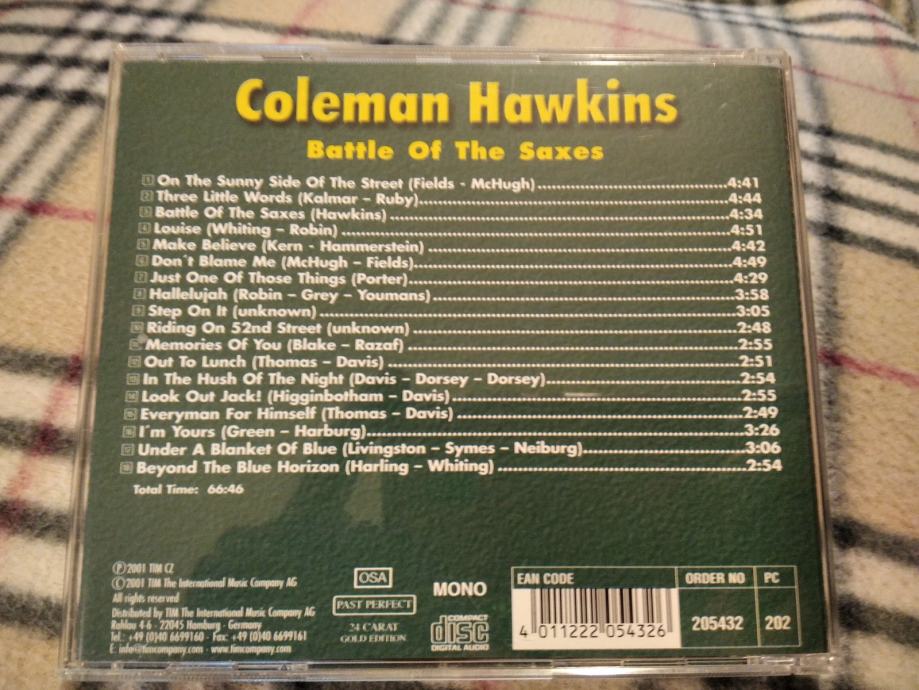 Coleman Hawkins
Battle Of The Saxes
1 On The Sunny Side Of The Street (Fields - McHugh)....4:41
2 Three Little Words (Kalmar – Ruby)....4:44
3 Battle Of The Saxes (Hawkins)....4:34
4 Louise (Whiting – Robin)....4:51
5 Make Believe (Kern - Hammerstein)....4:42
6 Don´t Blame Me (McHugh – Fields)....4:49
7 Just One Of Those Things (Porter)....4:29
8 Hallelujah (Robin – Grey – Youmans)....3:58
9 Step On It (unknown)....3:05
10 Riding On 52nd Street (unknown)....2:48
11 Memories Of You (Blake – Razaf)....2:55
12 Out To Lunch (Thomas – Davis)....2:51
13 In The Hush Of The Night (Davis – Dorsey – Dorsey)....2:54
14 Look Out Jack! (Higginbotham – Davis)....2:55
15 Everyman For Himself (Thomas – Davis)....2:49
16 I´m Yours (Green – Harburg)....3:26
17 Under A Blanket Of Blue (Livingston – Symes – Neiburg)....3:06
18 Beyond The Blue Horizon (Harling – Whiting)....2:54
Total Time: 66:46
Ⓟ2001 TIM CZ
©2001 TIM The International Music Company AG
All rights reserved
Distributed by TIM The International Music Company AG
Rahlau 4-6 - 22045 Hamburg - Germany
Tel.: +49 (0)40 6699160 - Fax: +49 (0)40 6699161
E: info@timcompany.com - www.timcompany.com
OSA
PAST PERFECT
24 CARAT
GOLD EDITION
MONO
COMPACT
disc
DIGITAL AUDIO
EAN CODE
4 011222 054326
ORDER NO
205432
PC
202